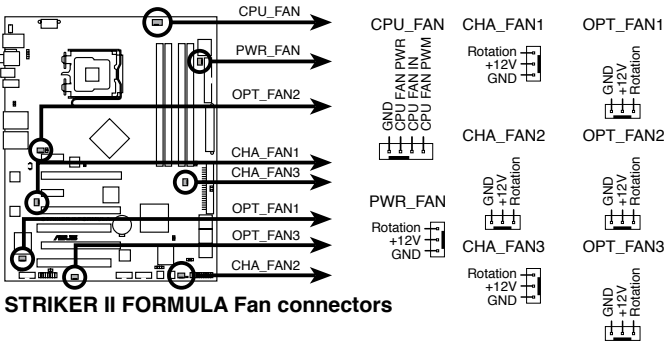 CPU_FAN
PWR_FAN
OPT_FAN2
CHA_FAN1
CHA_FAN3
OPT_FAN1
OPT_FAN3
CHA_FAN2
ASUS
STRIKER II FORMULA Fan connectors
CPU_FAN
GND
CPU FAN PWR
CPU FAN IN
CPU FAN PWM
PWR_FAN
Rotation
+12V
GND
CHA_FAN1
Rotation
+12V
GND
CHA_FAN2
GND
+12V
Rotation
CHA_FAN3
Rotation
+12V
GND
OPT_FAN1
GND
+12V
Rotation
OPT_FAN2
GND
+12V
Rotation
OPT_FAN3
GND
+12V
Rotation